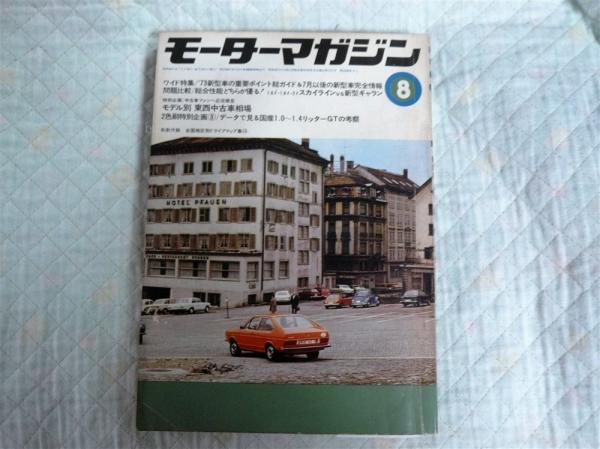 モーターマガジン
8
ワイド特集/'73新型車の重要ポイント総ガイド&7月以後の新型車完全情報
問題比較/総合性能どちらが優る! スカイラインvs新型ギャラン
モデル別 東西中古車相場
2色刷特別企画③/データで見る国産1.0〜1.4リッターGTの考察
HOTEL PFAUEN